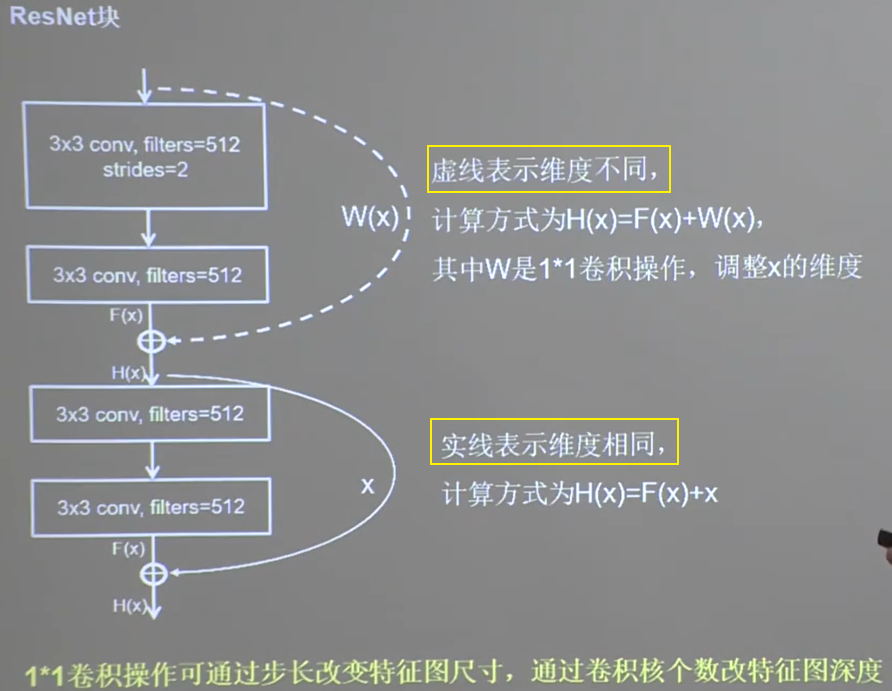 ResNet块
3x3 conv, filters=512
strides=2
W(x)
虚线表示维度不同，
计算方式为H(x)=F(x)+W(x)，
其中W是1*1卷积操作，调整x的维度
3x3 conv, filters=512
F(x)
H(x)
3x3 conv, filters=512
实线表示维度相同，
x
计算方式为H(x)=F(x)+x
3x3 conv, filters=512
F(x)
H(x)
1*1卷积操作可通过步长改变特征图尺寸，通过卷积核个数改特征图深度